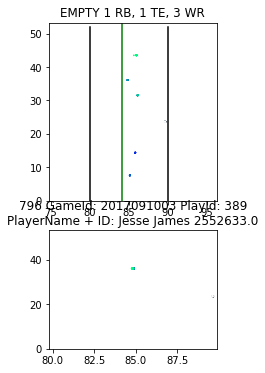 EMPTY 1 RB, 1 TE, 3 WR
50
40
30
20
10
0
75 80 85 90 95
796 GameId: 2017091003 PlayId: 389
PlayerName + ID: Jesse James 2552633.0
40
20
0
80.0 82.5 85.0 87.5